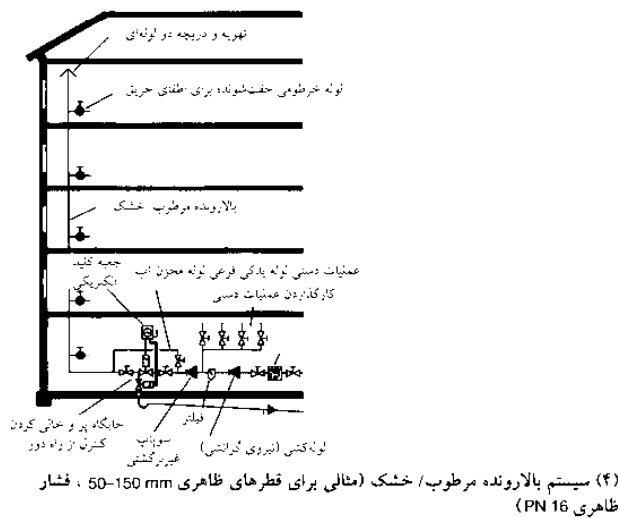 تهویه و دریچه دو لوله‌ای
لوله خرطومی جفت‌شونده برای اطفای حریق
بالارونده مرطوب خشک
جعبه کلید
الکتریکی
عملیات دستی لوله یدکی فرعی لوله مخزن آب
کارگذاردن عملیات دستی
فیلتر
جایگاه پر و خالی کردن
کنترل از راه دور
سوپاپ
غیربرگشتی
لوله‌کشی (نیروی گرانشی)
(۴) سیستم بالارونده مرطوب/ خشک (مثالی برای قطرهای ظاهری 50–150 mm ، فشار
ظاهری PN 16)